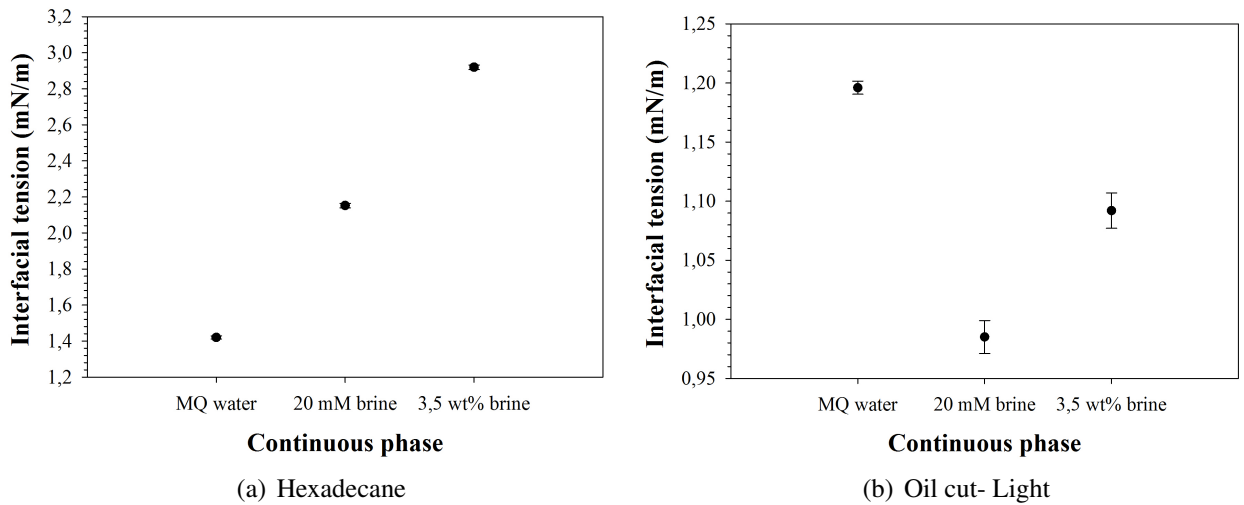 Interfacial tension (mN/m)
3,2
3,0
2,8
2,6
2,4
2,2
2,0
1,8
1,6
1,4
1,2
MQ water 20 mM brine 3,5 wt% brine
Continuous phase
(a) Hexadecane
Interfacial tension (mN/m)
1,25
1,20
1,15
1,10
1,05
1,00
0,95
MQ water 20 mM brine 3,5 wt% brine
Continuous phase
(b) Oil cut- Light